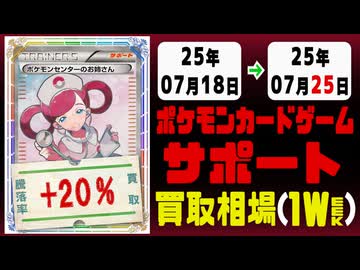 TRAINERS
サポート
ポケモンセンターのお姉さん
騰落率
+20%
買取
25年
07月18日
25年
07月25日
ポケモンカードゲーム
サポート
買取相場(1WEEK)